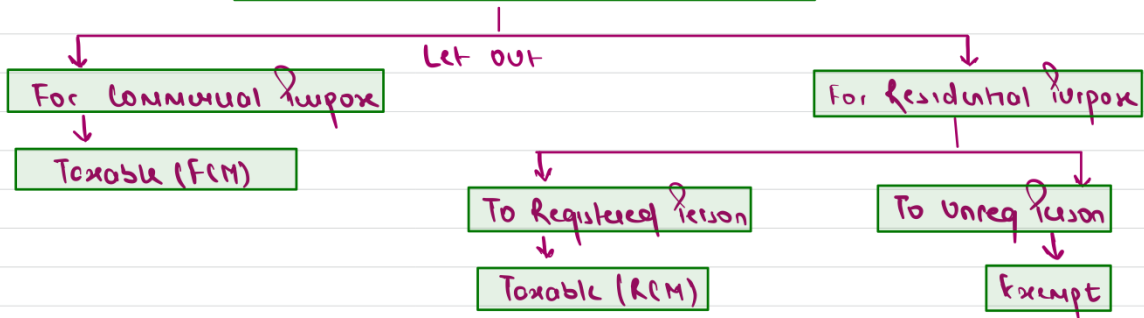 Let out
For Commercial Purpose
For Residential Purpose
Taxable (FCM)
To Registered Person
To Unreg Person
Taxable (RCM)
Exempt